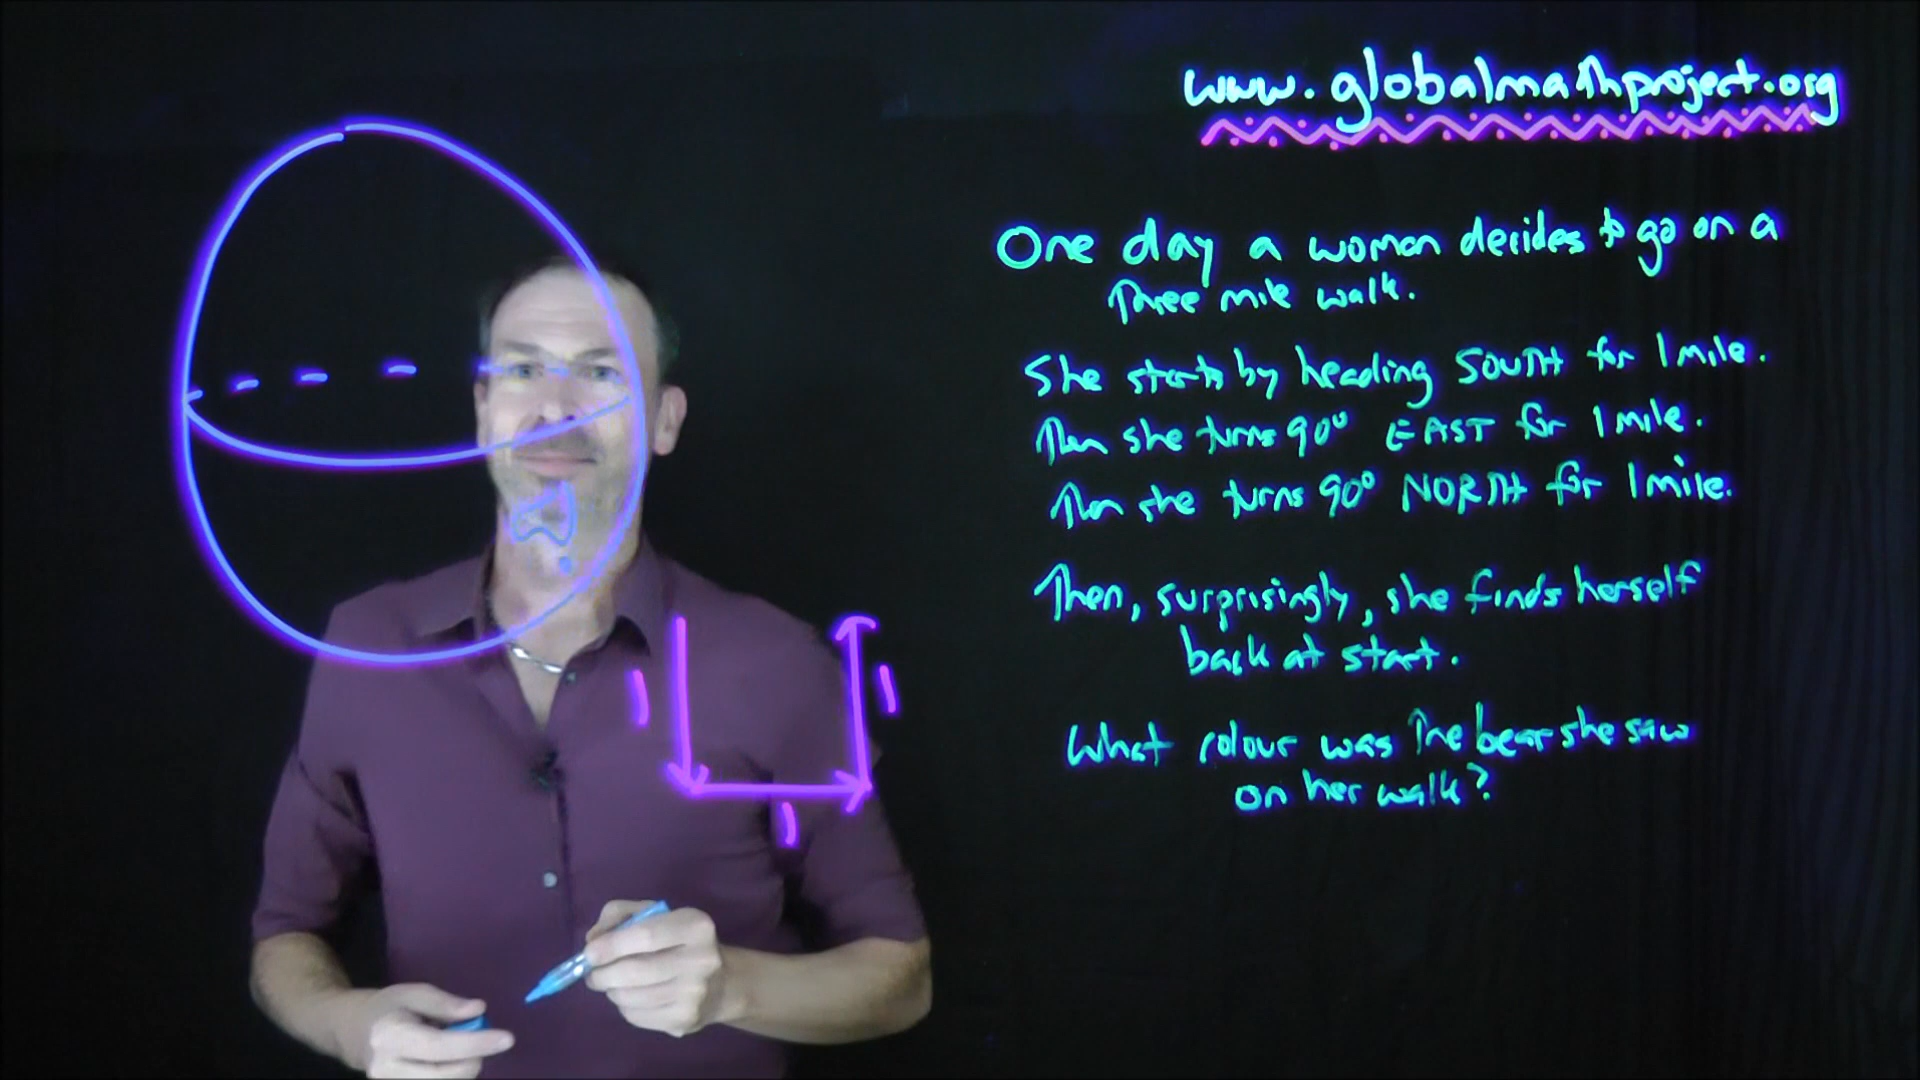 www.globalmathproject.org
One day a woman decides to go on a
three mile walk.
She starts by heading SOUTH for 1 mile.
Then she turns 90° EAST for 1 mile.
Then she turns 90° NORTH for 1 mile.
Then, surprisingly, she finds herself
back at start.
What colour was the bear she saw
on her walk?
1
1
1